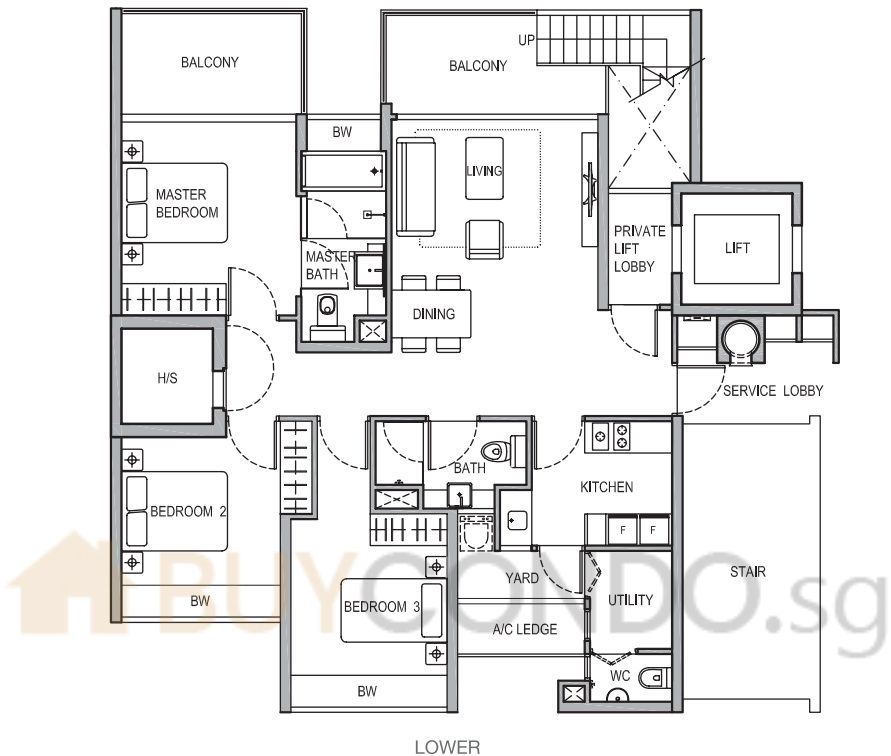 BALCONY
UP
BALCONY
BW
MASTER
BEDROOM
LIVING
PRIVATE
LIFT
LOBBY
LIFT
MASTER
BATH
DINING
H/S
SERVICE LOBBY
BATH
KITCHEN
BEDROOM 2
F F
STAIR
YARD
BW
BEDROOM 3
UTILITY
A/C LEDGE
WC
BW
BUYCONDO.sg
LOWER